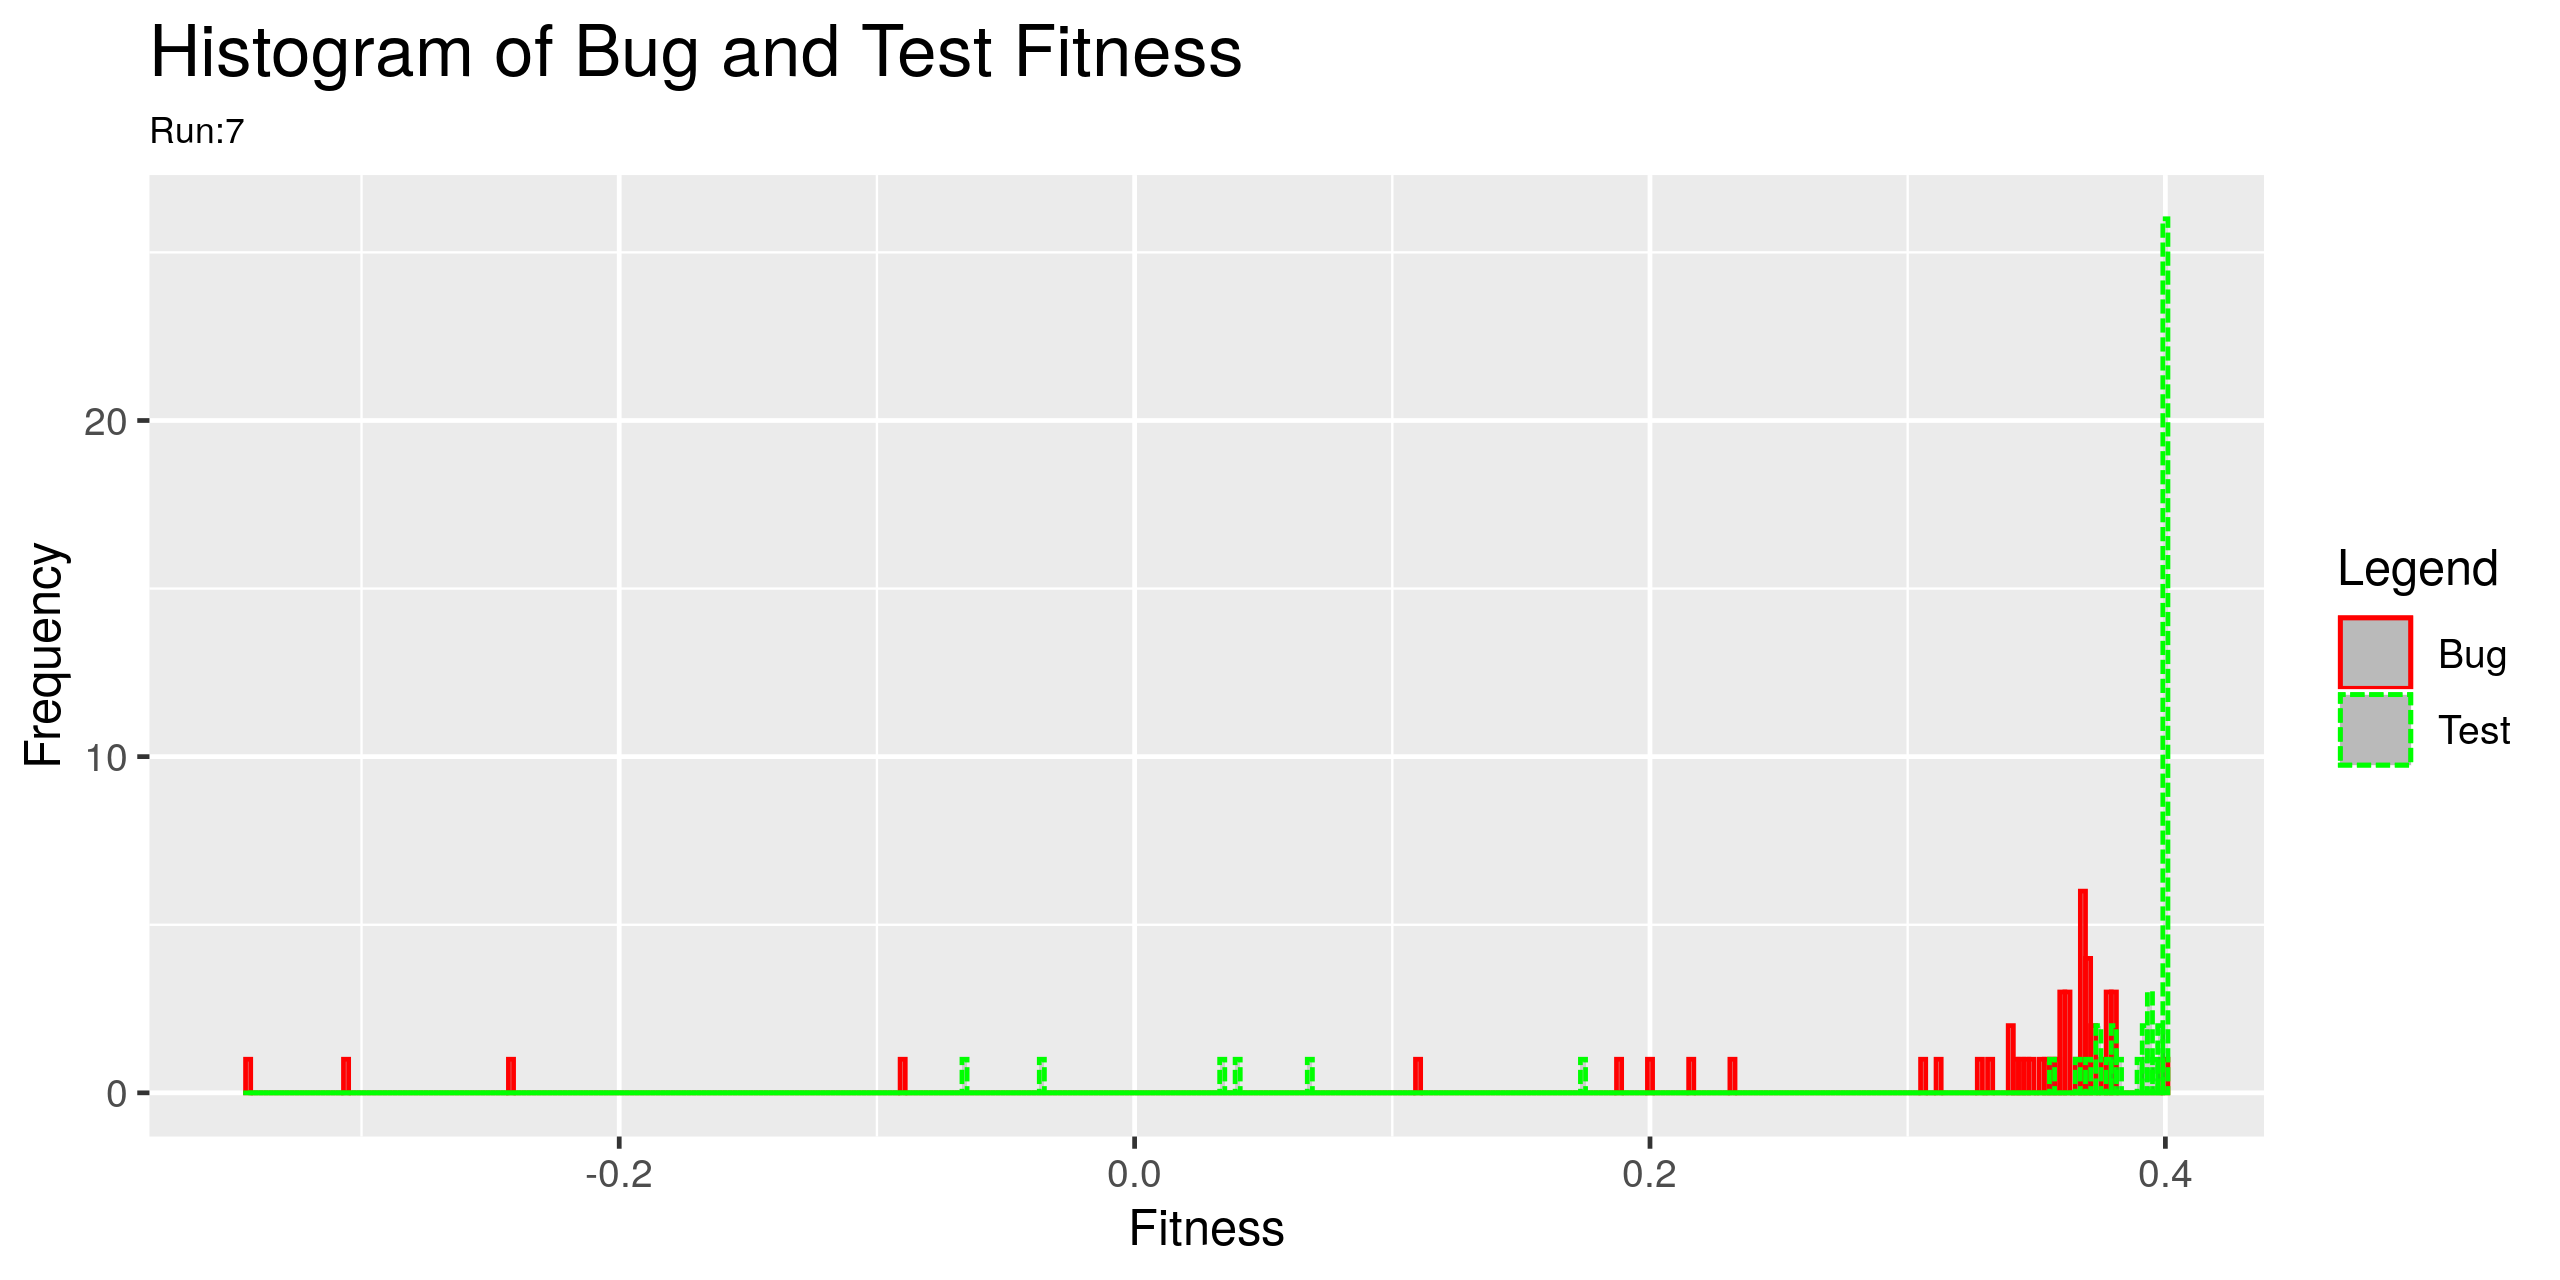 Histogram of Bug and Test Fitness
Run:7
Frequency
20
10
0
-0.2
0.0
0.2
0.4
Fitness
Legend
Bug
Test